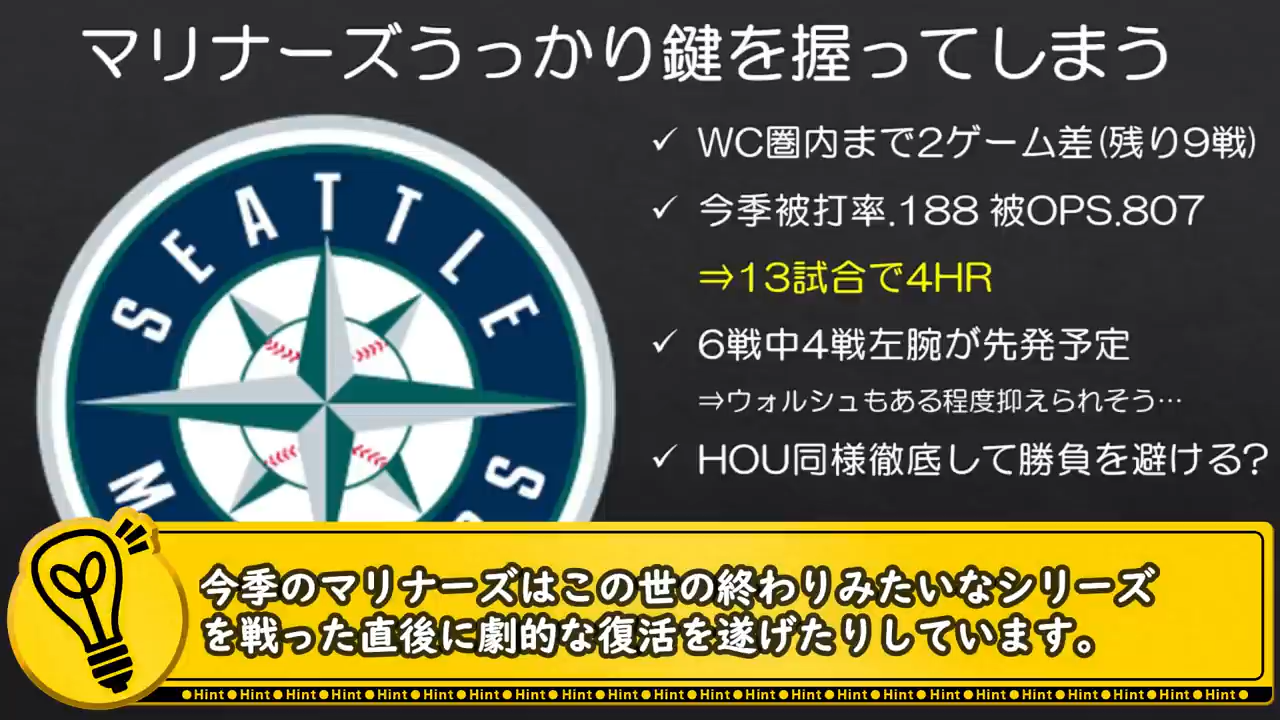 マリナーズうっかり鍵を握ってしまう
SEATTLE
M S
✓ WC圏内まで2ゲーム差(残り9戦)
✓ 今季被打率.188 被OPS.807
⇒13試合で4HR
✓ 6戦中4戦左腕が先発予定
⇒ウォルシュもある程度抑えられそう…
✓ HOU同様徹底して勝負を避ける?
今季のマリナーズはこの世の終わりみたいなシリーズ
を戦った直後に劇的な復活を遂げたりしています。
●Hint●Hint●Hint●Hint●Hint●Hint●Hint●Hint●Hint●Hint●Hint●Hint●Hint●Hint●Hint●Hint●Hint●Hint●Hint●Hint●Hint●Hint●Hint●